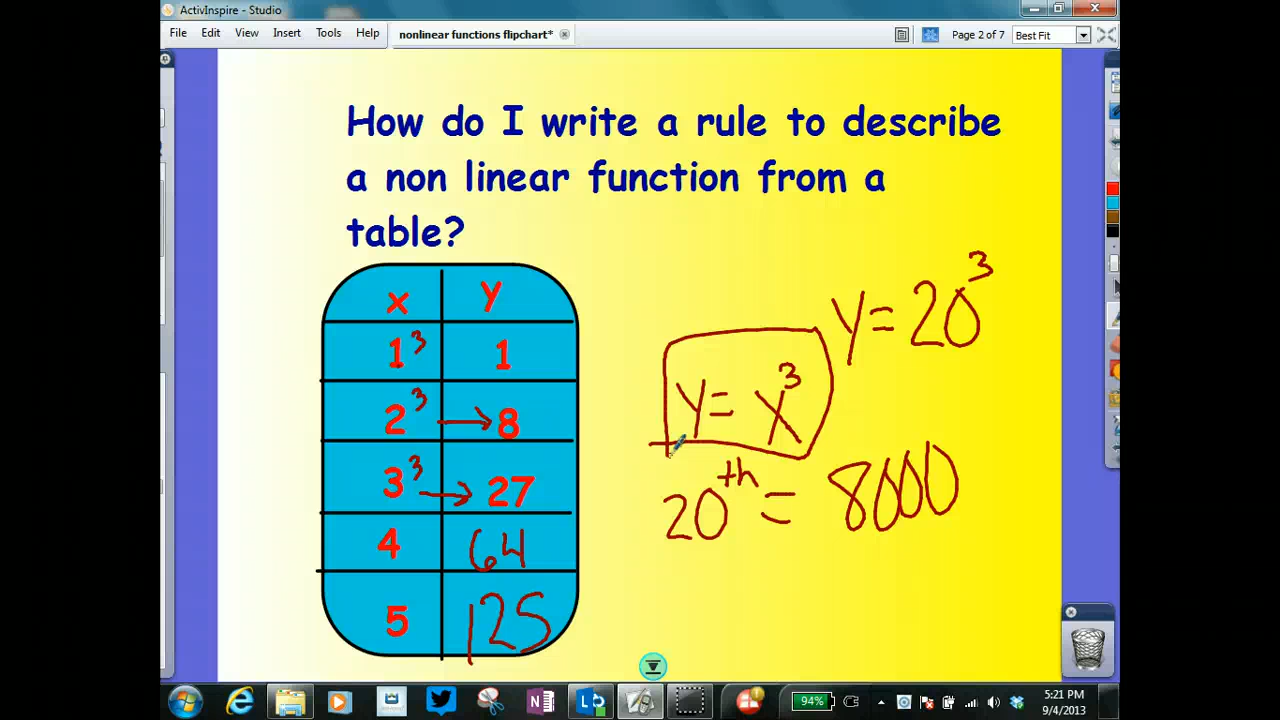 ActivInspire - Studio
File Edit View Insert Tools Help
nonlinear functions flipchart*
Page 2 of 7
Best Fit
How do I write a rule to describe
a non linear function from a
table?
x y
1³ 1
2³ → 8
3³ → 27
4 64
5 125
y = 20³
y = x³
20th = 8000
94%
5:21 PM
9/4/2013